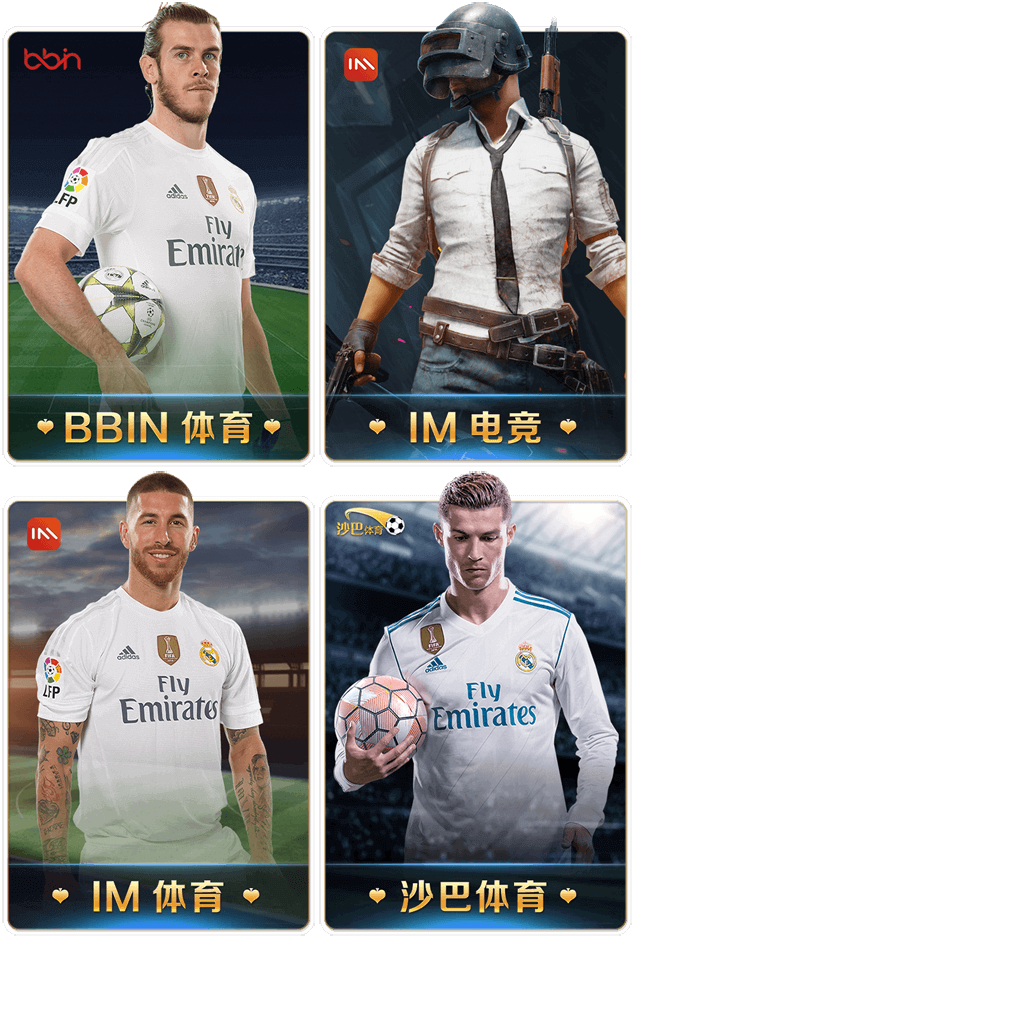 bbin
LFP
adidas
Fly
Emirates
BBIN 体育
IM
IM 电竞
IM
LFP
adidas
FIFA
Fly
Emirates
IM 体育
沙巴体育
adidas
Fly
Emirates
沙巴体育